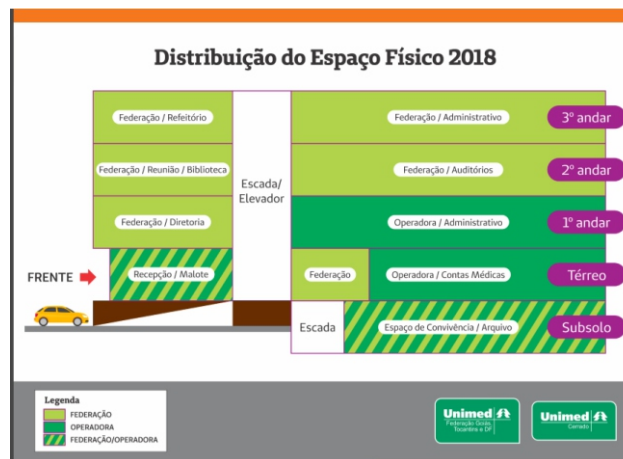 Distribuição do Espaço Físico 2018
Federação / Refeitório
Federação / Administrativo
3º andar
Federação / Reunião / Biblioteca
Federação / Auditórios
2º andar
Escada/
Elevador
Federação / Diretoria
Operadora / Administrativo
1º andar
FRENTE
Recepção / Malote
Federação
Operadora / Contas Médicas
Térreo
Escada
Espaço de Convivência / Arquivo
Subsolo
Legenda
FEDERAÇÃO
OPERADORA
FEDERAÇÃO/OPERADORA
Unimed
Federação Goiás,
Tocantins e DF
Unimed
Cerrado